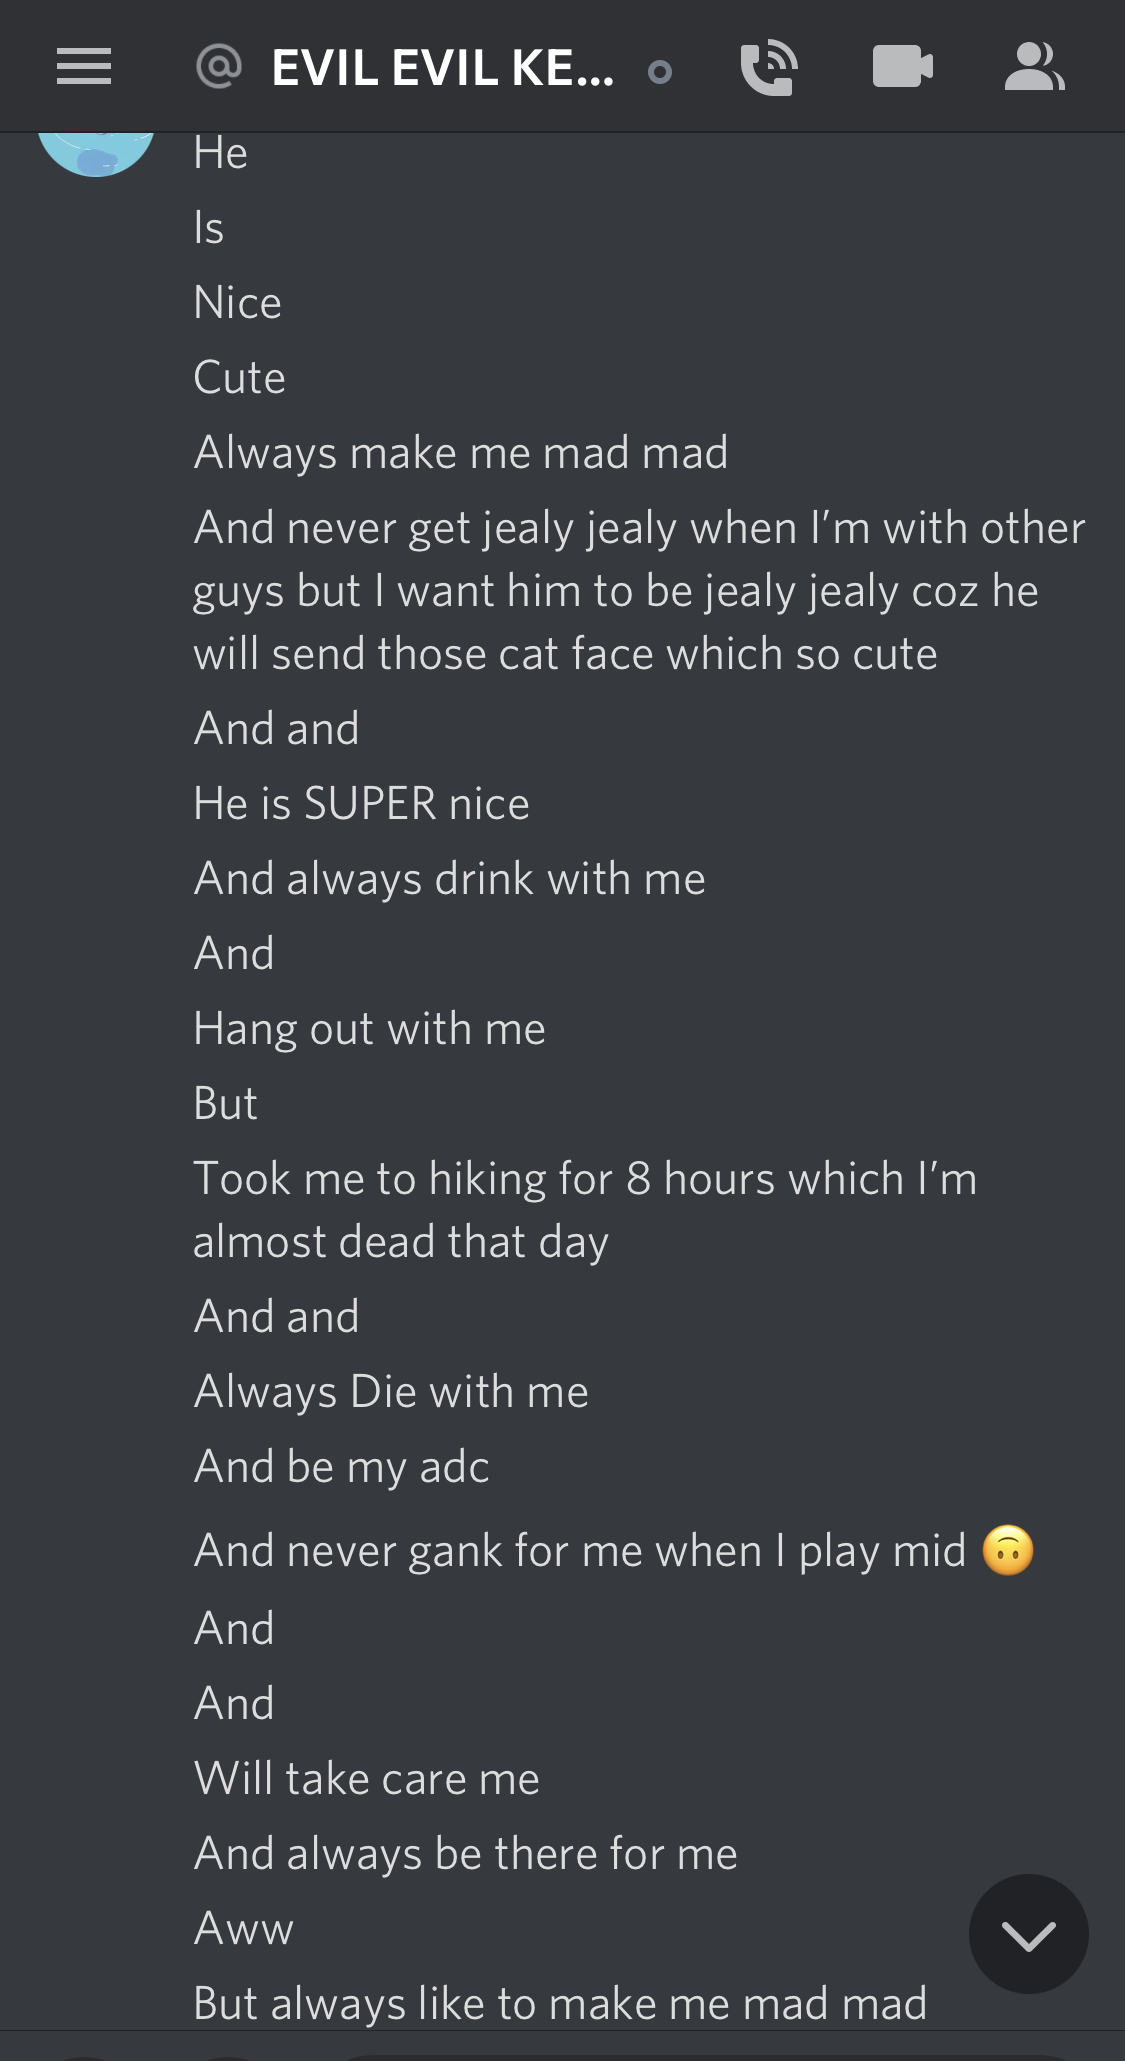 @ EVIL EVIL KE...
He
Is
Nice
Cute
Always make me mad mad
And never get jealy jealy when I’m with other
guys but I want him to be jealy jealy coz he
will send those cat face which so cute
And and
He is SUPER nice
And always drink with me
And
Hang out with me
But
Took me to hiking for 8 hours which I’m
almost dead that day
And and
Always Die with me
And be my adc
And never gank for me when I play mid 🙃
And
And
Will take care me
And always be there for me
Aww
But always like to make me mad mad